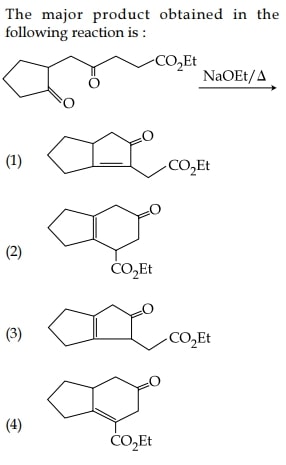 The major product obtained in the
following reaction is :
CO₂Et
O
O
NaOEt/Δ
(1)
O
CO₂Et
(2)
O
CO₂Et
(3)
O
CO₂Et
(4)
O
CO₂Et